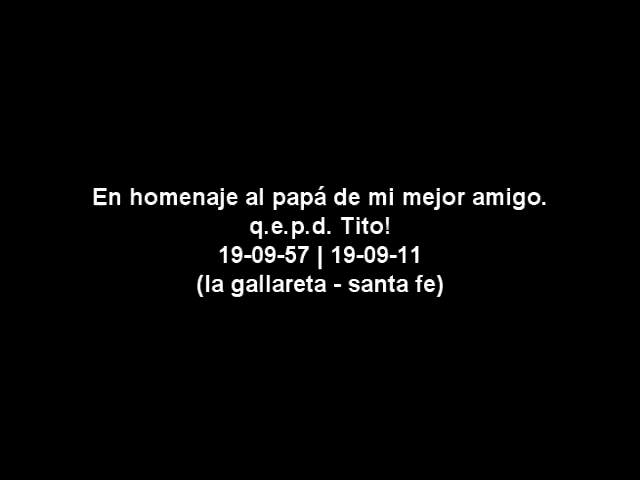 En homenaje al papá de mi mejor amigo.
q.e.p.d. Tito!
19-09-57 | 19-09-11
(la gallareta - santa fe)